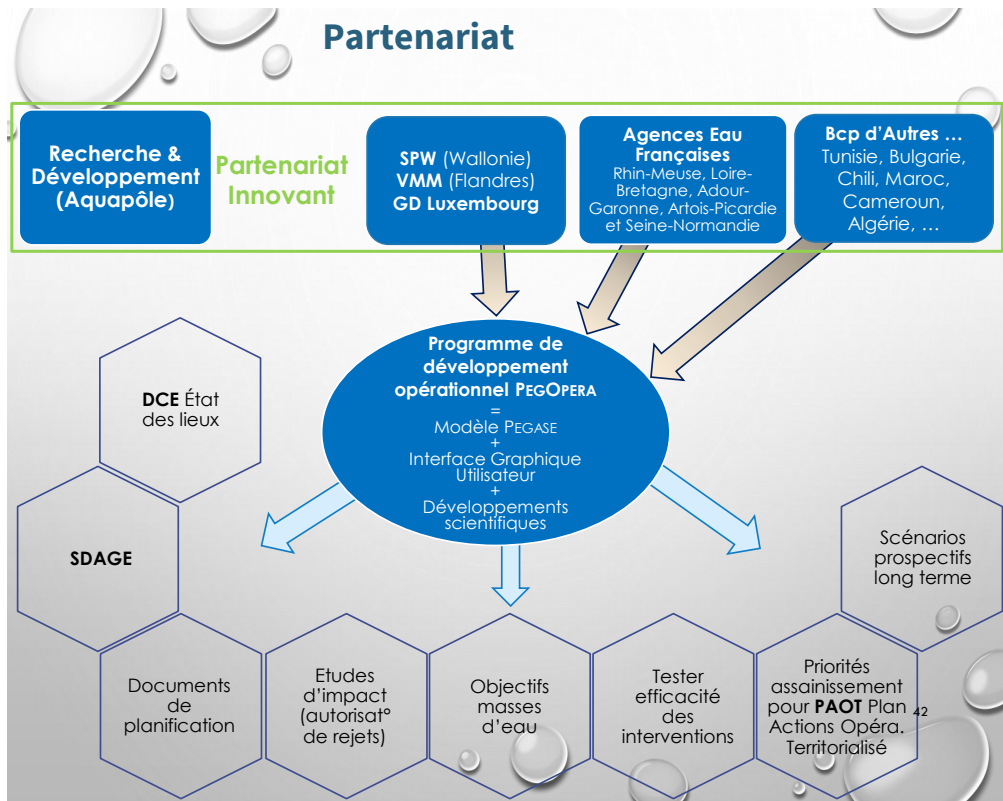 Partenariat
Recherche &
Développement
(Aquapôle)
Partenariat
Innovant
SPW (Wallonie)
VMM (Flandres)
GD Luxembourg
Agences Eau
Françaises
Rhin-Meuse, Loire-
Bretagne, Adour-
Garonne, Artois-Picardie
et Seine-Normandie
Bcp d’Autres …
Tunisie, Bulgarie,
Chili, Maroc,
Cameroun,
Algérie, …
Programme de
développement
opérationnel PEGOPERA
=
Modèle PEGASE
+
Interface Graphique
Utilisateur
+
Développements
scientifiques
DCE État
des lieux
SDAGE
Documents
de
planification
Etudes
d’impact
(autorisat°
de rejets)
Objectifs
masses
d’eau
Tester
efficacité
des
interventions
Priorités
assainissement
pour PAOT Plan
Actions Opéra.
Territorialisé
Scénarios
prospectifs
long terme
42